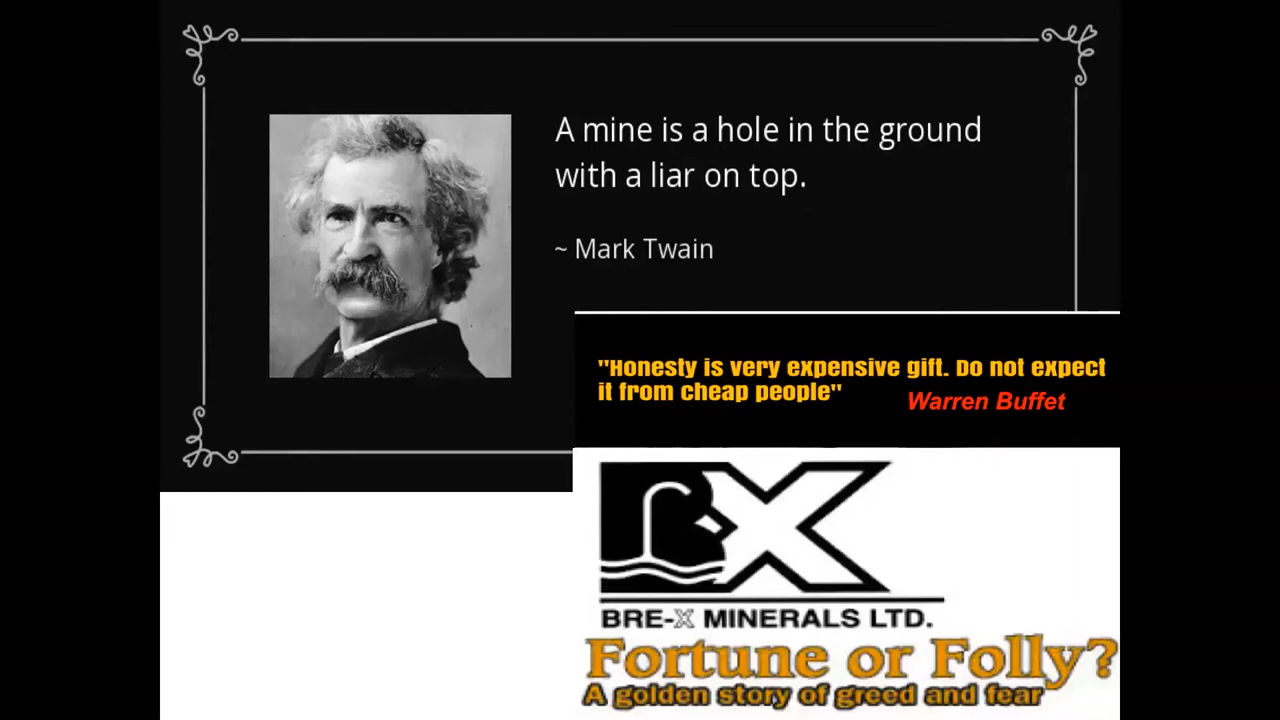 A mine is a hole in the ground
with a liar on top.
~ Mark Twain
"Honesty is very expensive gift. Do not expect
it from cheap people"
Warren Buffet
BRE-X MINERALS LTD.
Fortune or Folly?
A golden story of greed and fear